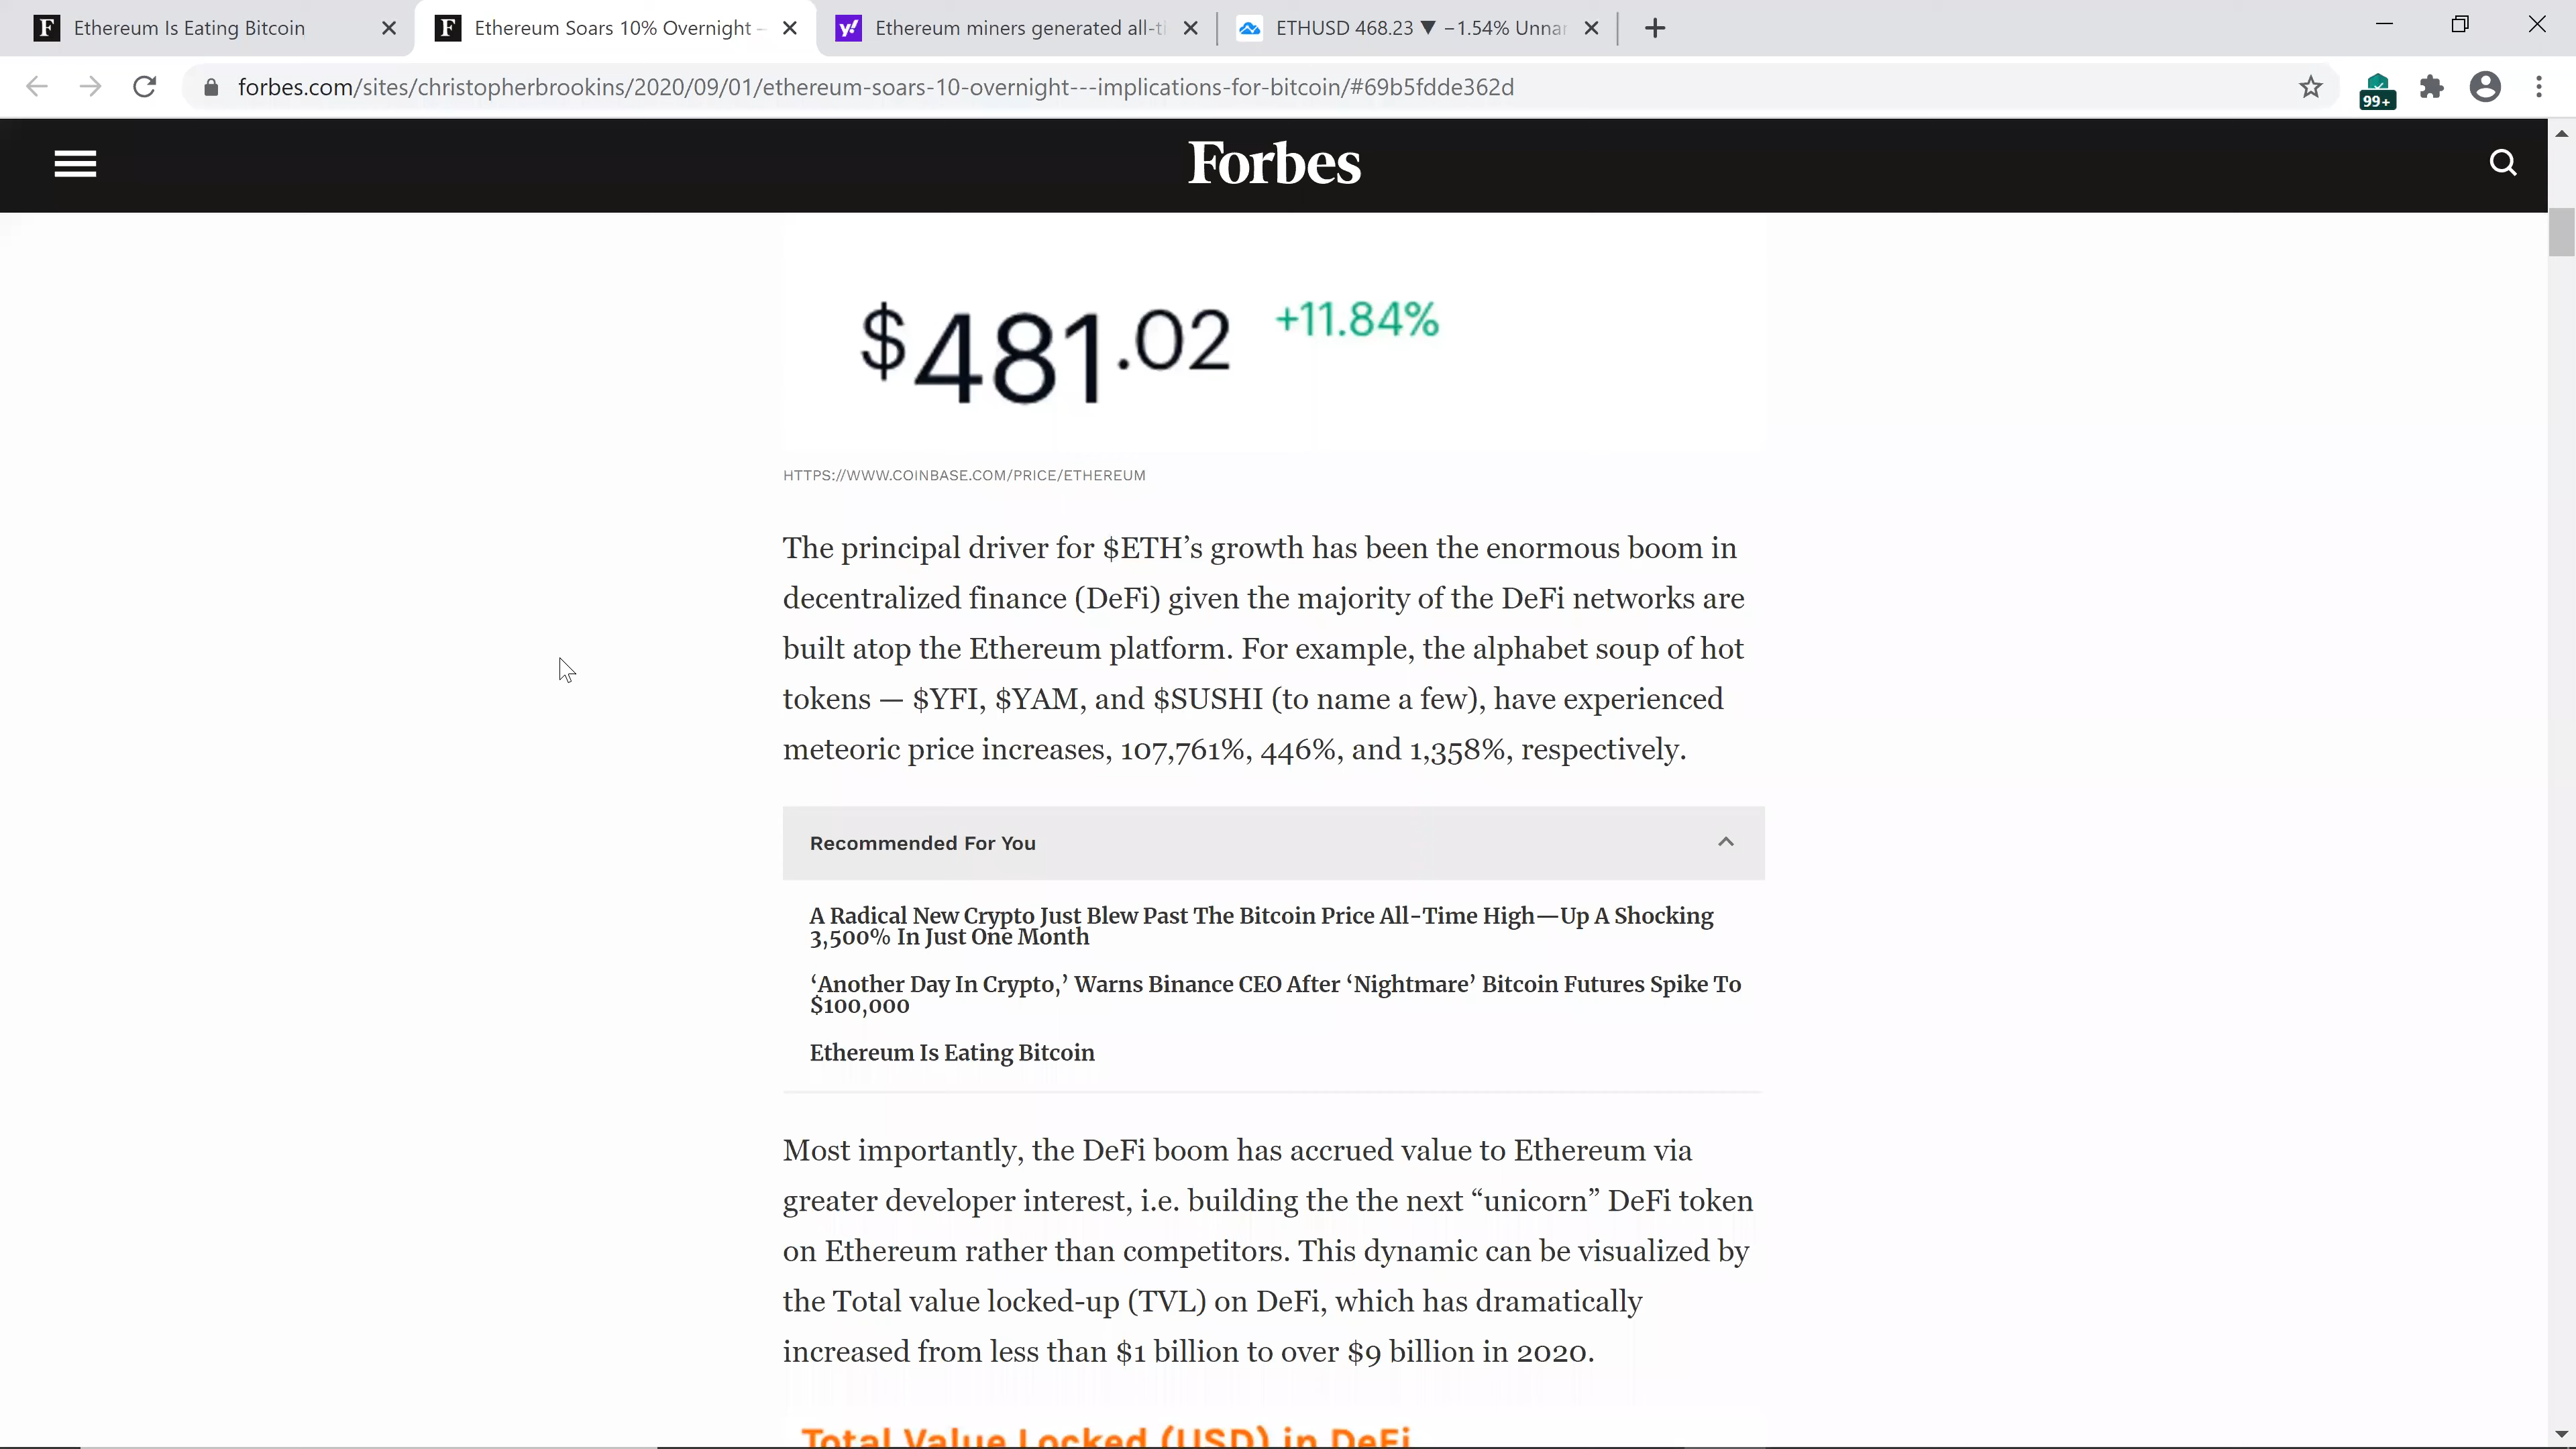 Ethereum Is Eating Bitcoin
Ethereum Soars 10% Overnight –
Ethereum miners generated all-ti
ETHUSD 468.23 ▼ −1.54% Unnar
forbes.com/sites/christopherbrookins/2020/09/01/ethereum-soars-10-overnight---implications-for-bitcoin/#69b5fdde362d
99+
Forbes
$481.02 +11.84%
HTTPS://WWW.COINBASE.COM/PRICE/ETHEREUM
The principal driver for $ETH’s growth has been the enormous boom in
decentralized finance (DeFi) given the majority of the DeFi networks are
built atop the Ethereum platform. For example, the alphabet soup of hot
tokens — $YFI, $YAM, and $SUSHI (to name a few), have experienced
meteoric price increases, 107,761%, 446%, and 1,358%, respectively.
Recommended For You
A Radical New Crypto Just Blew Past The Bitcoin Price All-Time High—Up A Shocking
3,500% In Just One Month
‘Another Day In Crypto,’ Warns Binance CEO After ‘Nightmare’ Bitcoin Futures Spike To
$100,000
Ethereum Is Eating Bitcoin
Most importantly, the DeFi boom has accrued value to Ethereum via
greater developer interest, i.e. building the the next “unicorn” DeFi token
on Ethereum rather than competitors. This dynamic can be visualized by
the Total value locked-up (TVL) on DeFi, which has dramatically
increased from less than $1 billion to over $9 billion in 2020.
Total Value Locked (USD) in DeFi